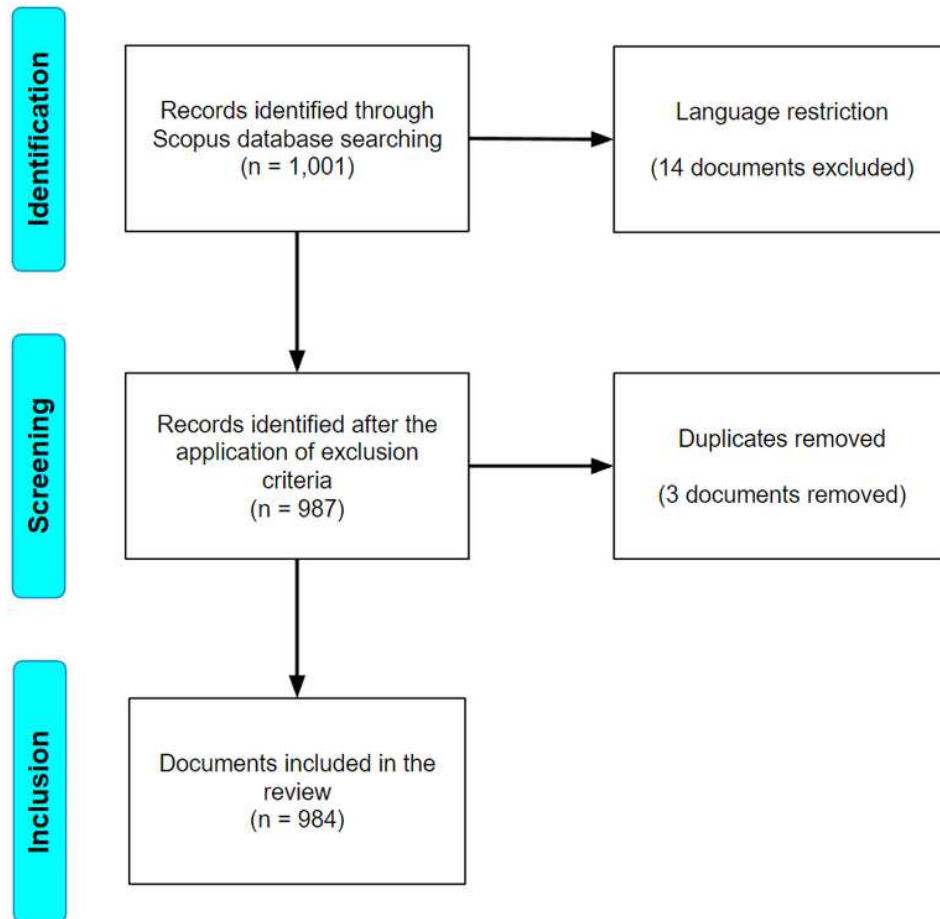 Identification
Records identified through
Scopus database searching
(n = 1,001)
Language restriction
(14 documents excluded)
Screening
Records identified after the
application of exclusion
criteria
(n = 987)
Duplicates removed
(3 documents removed)
Inclusion
Documents included in the
review
(n = 984)